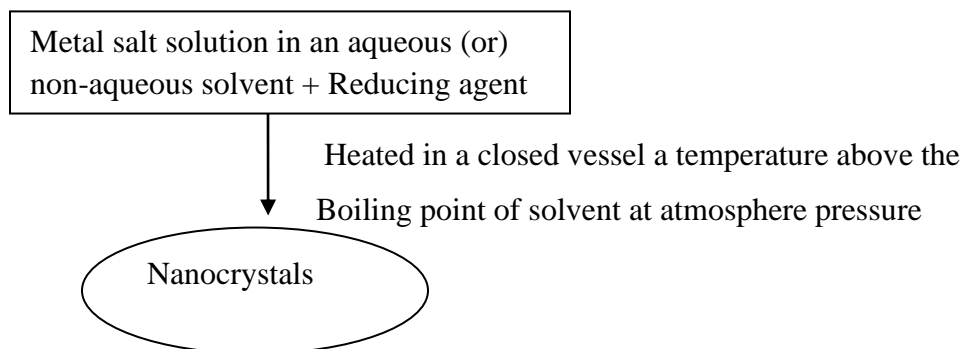 Metal salt solution in an aqueous (or)
non-aqueous solvent + Reducing agent
Heated in a closed vessel a temperature above the
Boiling point of solvent at atmosphere pressure
Nanocrystals